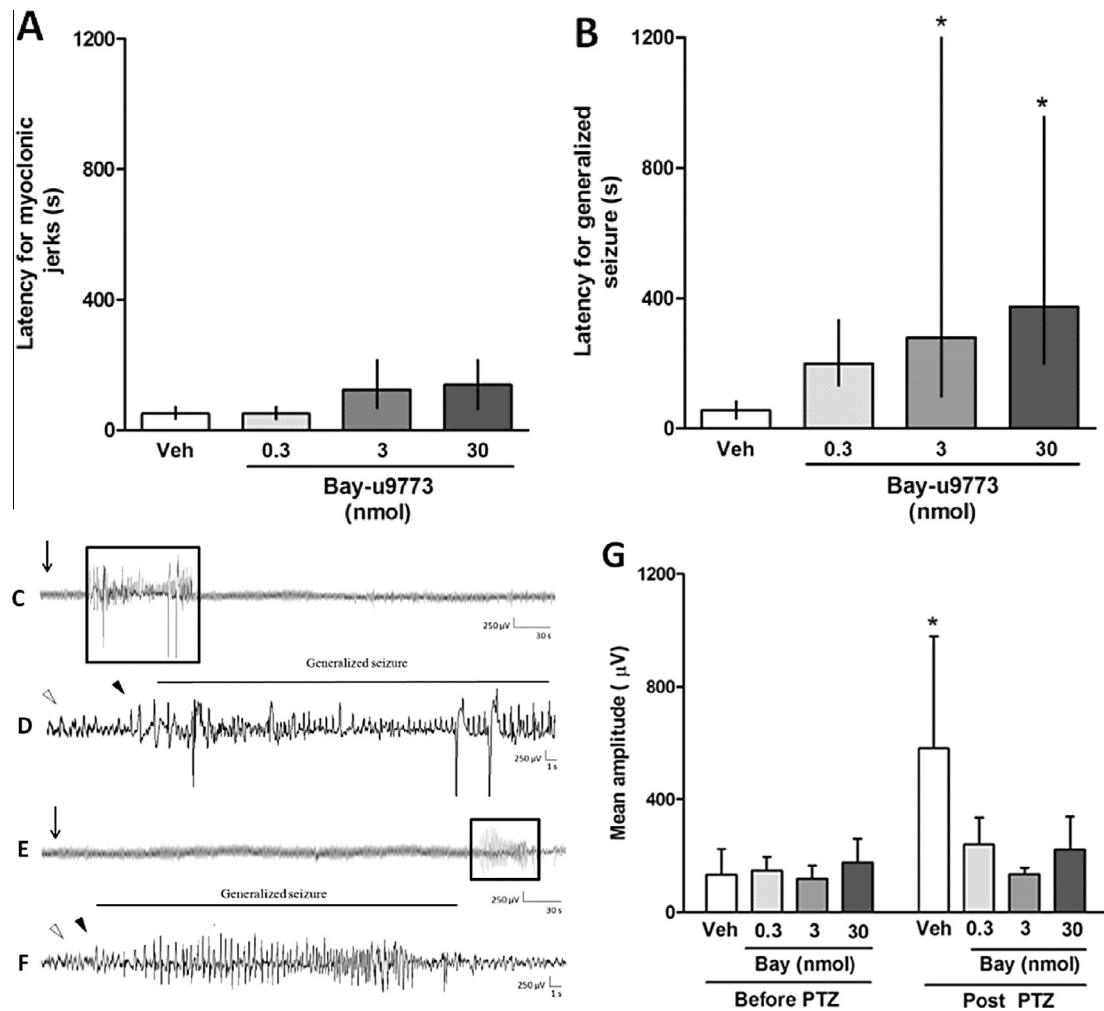 A
1200
800
400
0
Latency for myoclonic
jerks (s)
Veh 0.3 3 30
Bay-u9773
(nmol)
B
1200
800
400
0
Latency for generalized
seizure (s)
*
*
Veh 0.3 3 30
Bay-u9773
(nmol)
C
250 µV
30 s
Generalized seizure
D
250 µV
1 s
E
250 µV
30 s
Generalized seizure
F
250 µV
1 s
G
1200
800
400
0
Mean amplitude ( µV)
*
Veh 0.3 3 30 Veh 0.3 3 30
Bay (nmol) Bay (nmol)
Before PTZ Post PTZ